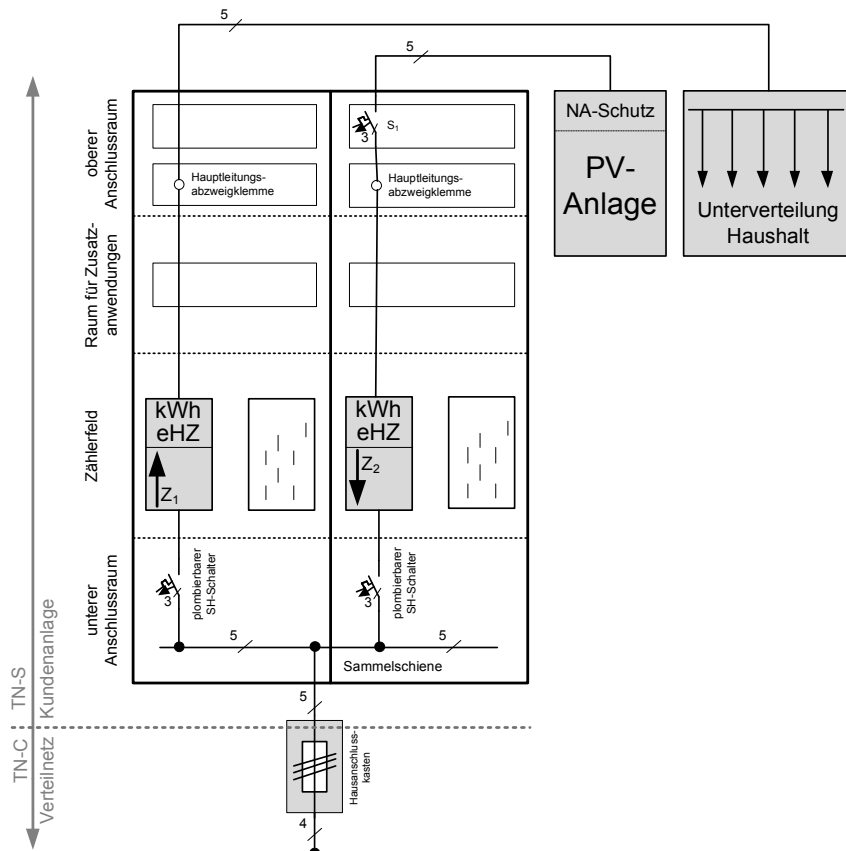 5
5
NA-Schutz
PV-
Anlage
Unterverteilung
Haushalt
oberer
Anschlussraum
3
S1
Hauptleitungs-
abzweigklemme
Hauptleitungs-
abzweigklemme
Raum für Zusatz-
anwendungen
Zählerfeld
kWh
eHZ
Z1
kWh
eHZ
Z2
unterer
Anschlussraum
3
plombierbarer
SH-Schalter
3
plombierbarer
SH-Schalter
5
5
Sammelschiene
TN-S
Kundenanlage
5
TN-C
Verteilnetz
Hausanschluss-
kasten
4